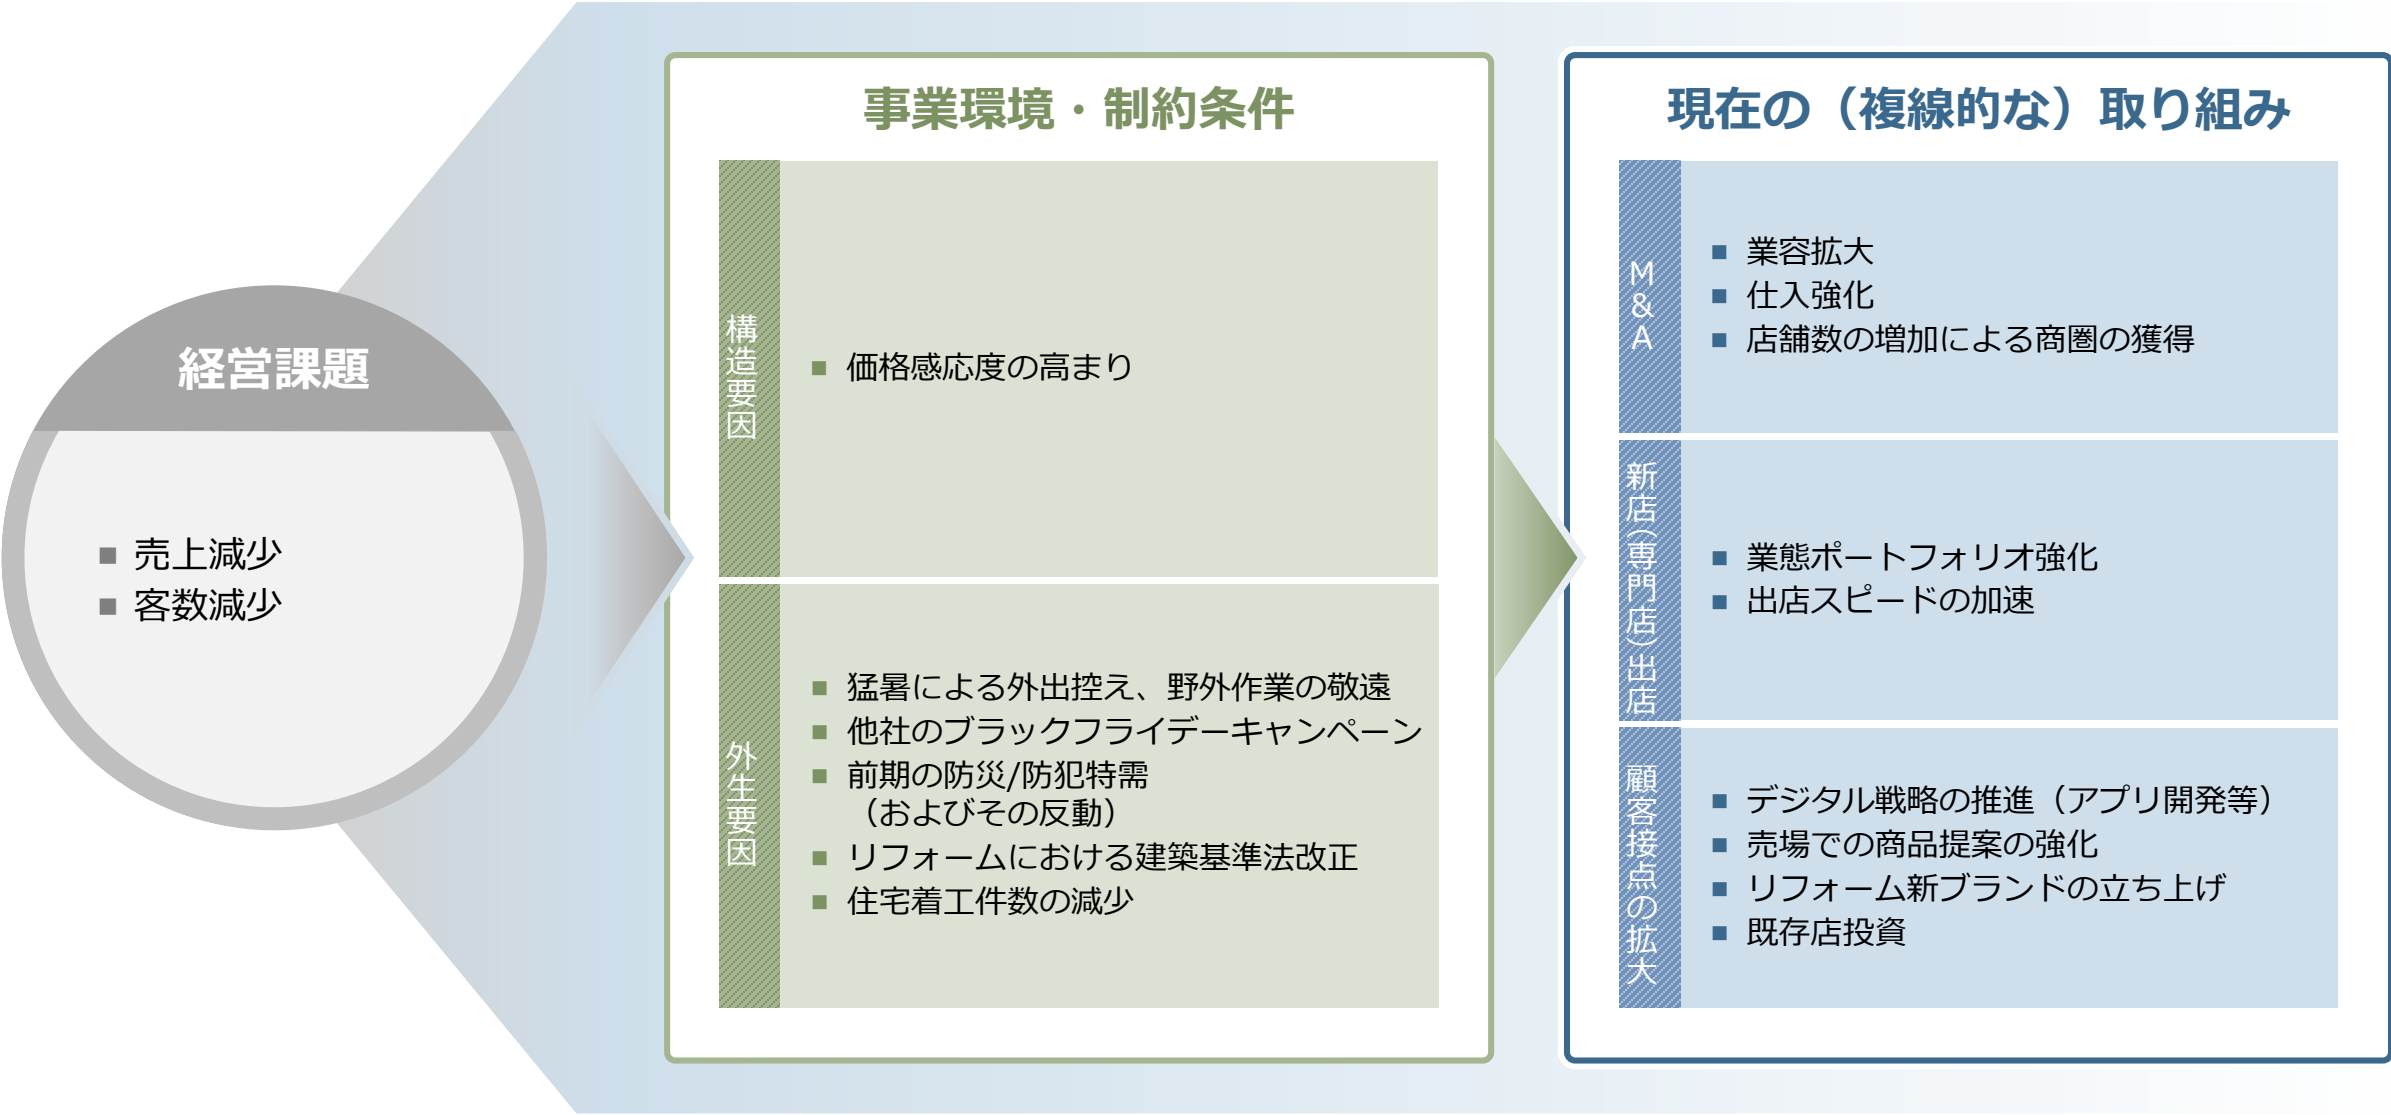 経営課題
売上減少
客数減少
事業環境・制約条件
構造要因
価格感応度の高まり
外生要因
猛暑による外出控え、野外作業の敬遠
他社のブラックフライデーキャンペーン
前期の防災/防犯特需
（およびその反動）
リフォームにおける建築基準法改正
住宅着工件数の減少
現在の（複線的な）取り組み
M&A
業容拡大
仕入強化
店舗数の増加による商圏の獲得
新店(専門店)出店
業態ポートフォリオ強化
出店スピードの加速
顧客接点の拡大
デジタル戦略の推進（アプリ開発等）
売場での商品提案の強化
リフォーム新ブランドの立ち上げ
既存店投資